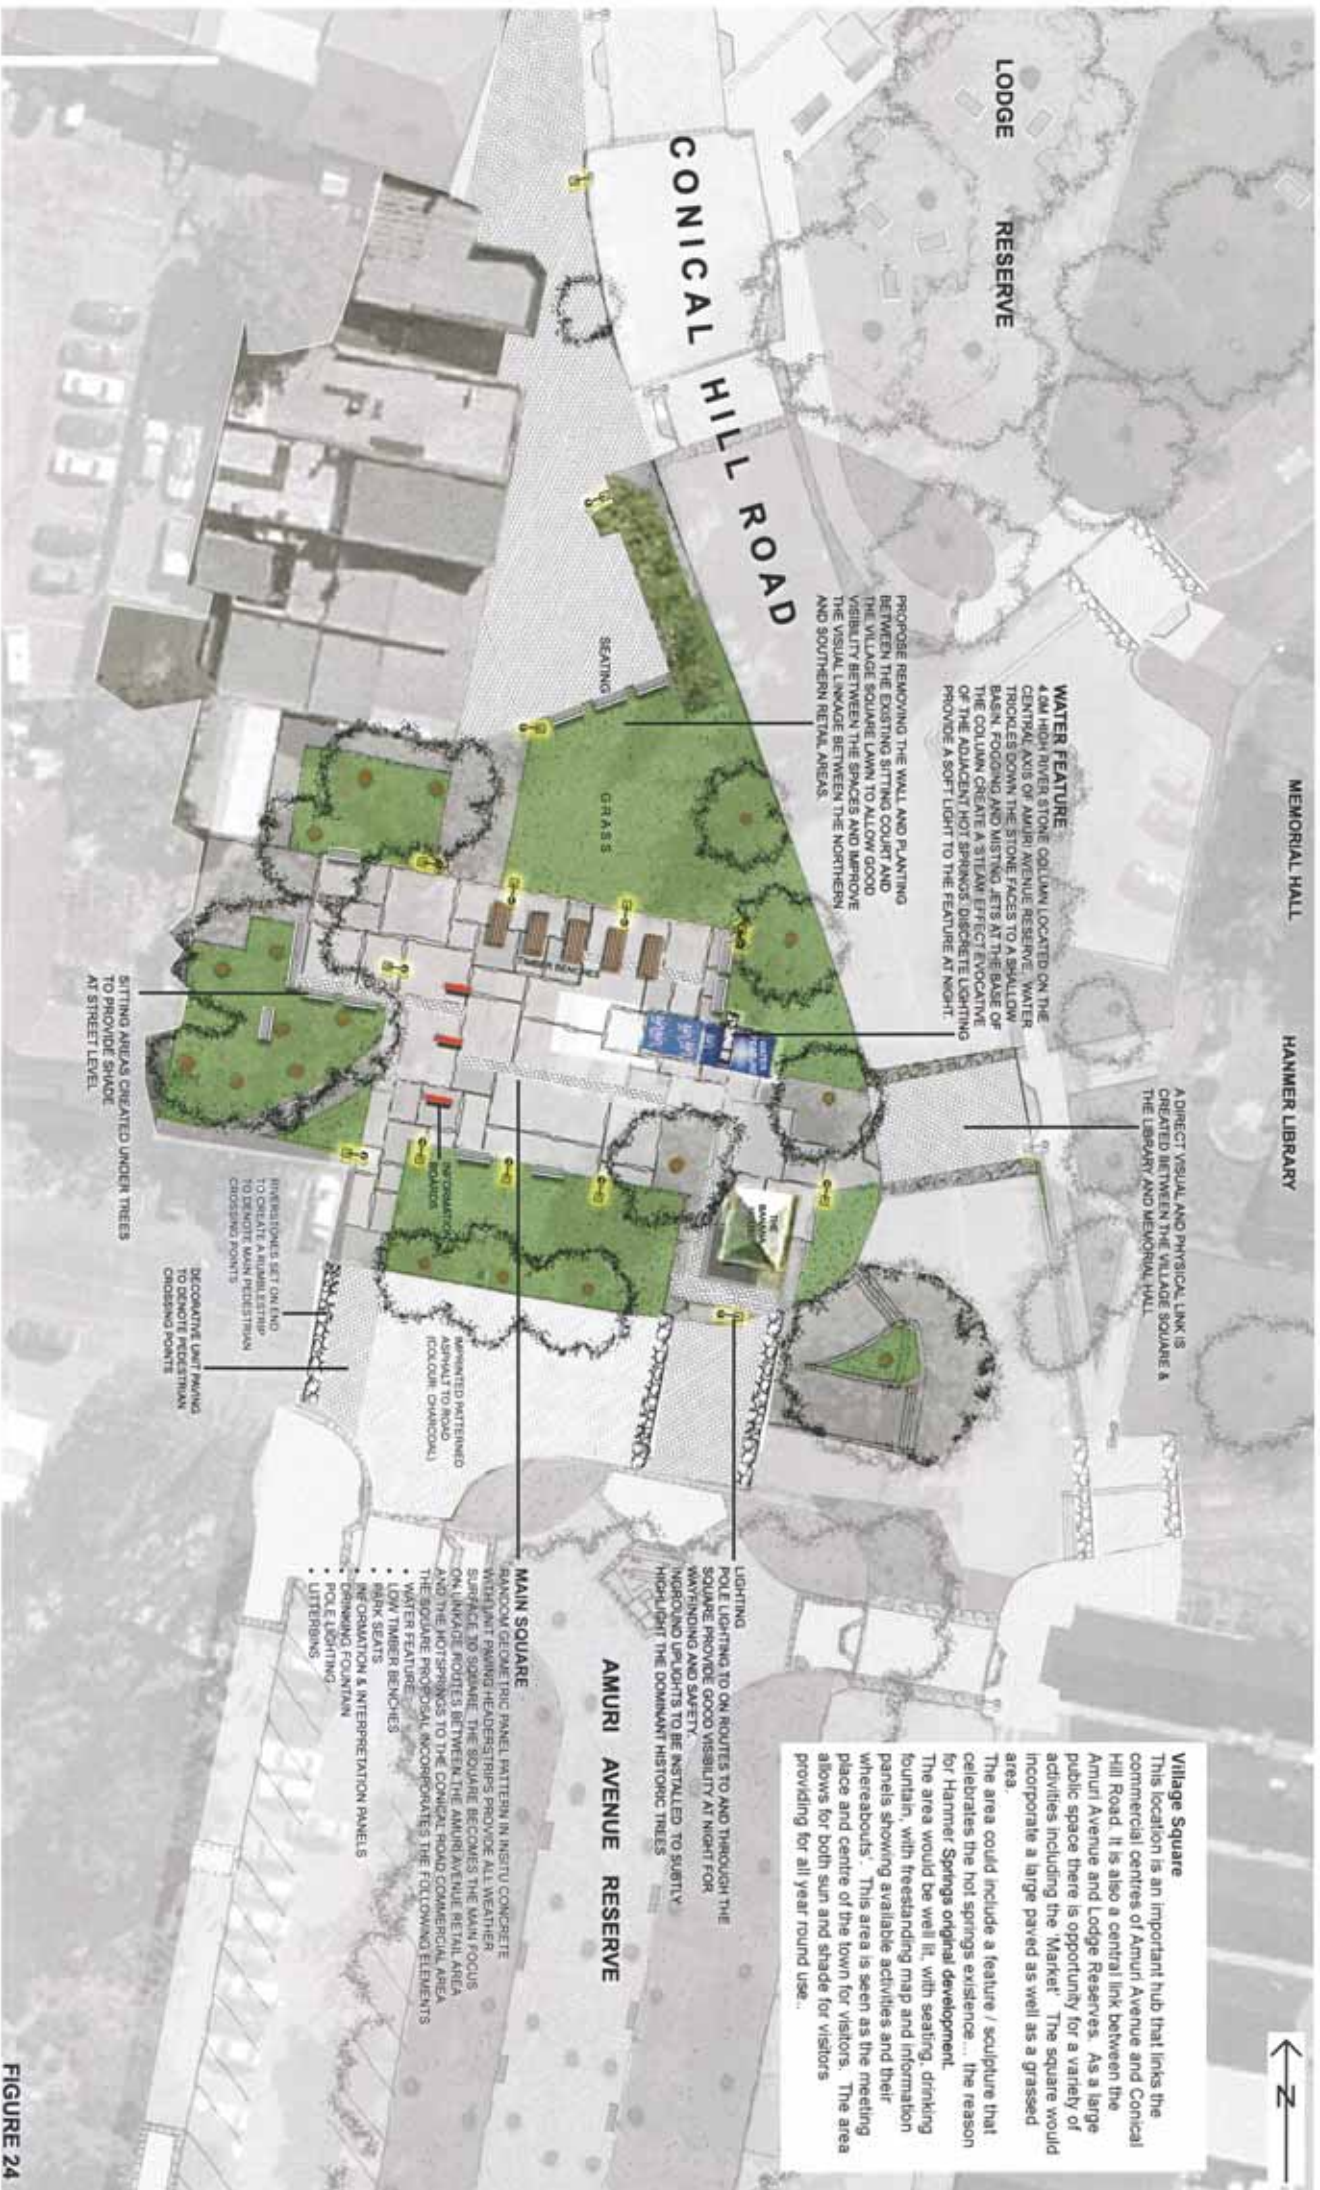 LODGE RESERVE
CONICAL HILL ROAD
MEMORIAL HALL
HANMER LIBRARY
N
PROPOSE REMOVING THE WALL AND PLANTING
BETWEEN THE EXISTING SITTING COURT AND
THE VILLAGE SQUARE LAWN TO ALLOW GOOD
VISIBILITY BETWEEN THE SPACES AND IMPROVE
THE VISUAL LINKAGE BETWEEN THE NORTHERN
AND SOUTHERN RETAIL AREAS.
WATER FEATURE
4.0M HIGH RIVER STONE COLUMN LOCATED ON THE
CENTRAL AXIS OF AMURI AVENUE RESERVE. WATER
TRICKLES DOWN THE STONE FACES TO A SHALLOW
BASIN. FOGGING AND MISTING JETS AT THE BASE OF
THE COLUMN CREATE A 'STEAM' EFFECT EVOCATIVE
OF THE ADJACENT HOT SPRINGS. DISCRETE LIGHTING
PROVIDE A SOFT LIGHT TO THE FEATURE AT NIGHT.
A DIRECT VISUAL AND PHYSICAL LINK IS
CREATED BETWEEN THE VILLAGE SQUARE &
THE LIBRARY AND MEMORIAL HALL
SEATING
GRASS
TIMBER BENCHES
WATER
THE
INFORMATION
BOARDS
SITTING AREAS CREATED UNDER TREES
TO PROVIDE SHADE
AT STREET LEVEL
RIVERSTONES SET ON END
TO CREATE A RUMBLESTRIP
TO DENOTE MAIN PEDESTRIAN
CROSSING POINTS
DECORATIVE UNIT PAVING
TO DENOTE PEDESTRIAN
CROSSING POINTS
IMPRINTED PATTERNED
ASPHALT TO ROAD
(COLOUR: CHARCOAL)
LIGHTING
POLE LIGHTING TO ON ROUTES TO AND THROUGH THE
SQUARE PROVIDE GOOD VISIBILITY AT NIGHT FOR
WAYFINDING AND SAFETY.
INGROUND UPLIGHTS TO BE INSTALLED TO SUBTLY
HIGHLIGHT THE DOMINANT HISTORIC TREES
MAIN SQUARE
RANDOM GEOMETRIC PANEL PATTERN IN INSITU CONCRETE
WITH UNIT PAVING HEADERSTRIPS PROVIDE ALL WEATHER
SURFACE TO SQUARE. THE SQUARE BECOMES THE MAIN FOCUS
ON LINKAGE ROUTES BETWEEN THE AMURI AVENUE RETAIL AREA
AND THE HOTSPRINGS TO THE CONICAL ROAD COMMERCIAL AREA
THE SQUARE PROPOSAL INCORPORATES THE FOLLOWING ELEMENTS
• WATER FEATURE
• LOW TIMBER BENCHES
• PARK SEATS
• INFORMATION & INTERPRETATION PANELS
• DRINKING FOUNTAIN
• POLE LIGHTING
• LITTERBINS
AMURI AVENUE RESERVE
Village Square
This location is an important hub that links the
commercial centres of Amuri Avenue and Conical
Hill Road. It is also a central link between the
Amuri Avenue and Lodge Reserves. As a large
public space there is opportunity for a variety of
activities including the 'Market' The square would
incorporate a large paved as well as a grassed
area.
The area could include a feature / sculpture that
celebrates the hot springs existence... the reason
for Hanmer Springs original development.
The area would be well lit, with seating, drinking
fountain, with freestanding map and information
panels showing available activities and their
whereabouts'. This area is seen as the meeting
place and centre of the town for visitors. The area
allows for both sun and shade for visitors
providing for all year round use..
FIGURE 24